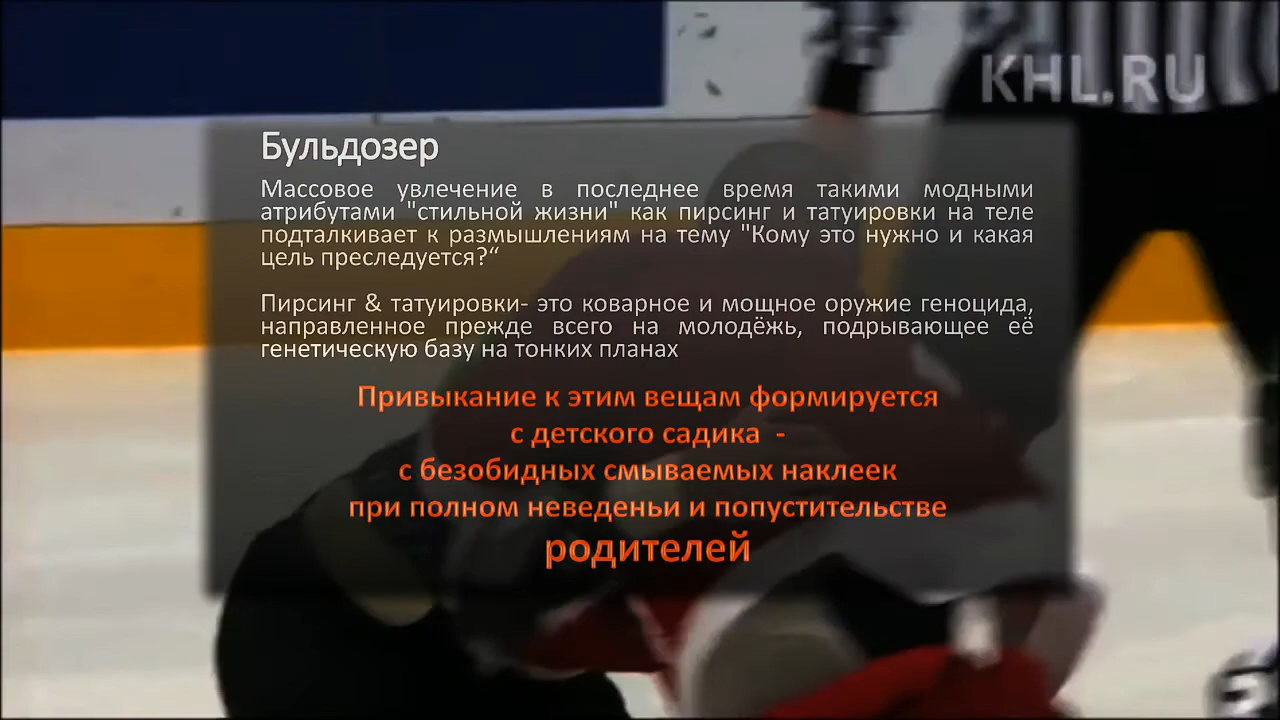 KHL.RU
Бульдозер
Массовое увлечение в последнее время такими модными
атрибутами "стильной жизни" как пирсинг и татуировки на теле
подталкивает к размышлениям на тему "Кому это нужно и какая
цель преследуется?“
Пирсинг & татуировки- это коварное и мощное оружие геноцида,
направленное прежде всего на молодёжь, подрывающее её
генетическую базу на тонких планах
Привыкание к этим вещам формируется
с детского садика -
с безобидных смываемых наклеек
при полном неведеньи и попустительстве
родителей